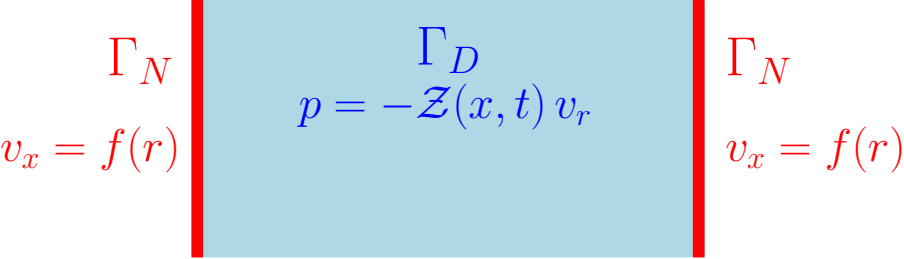 Γ_N
v_x = f(r)
Γ_D
p = −𝒵(x, t) v_r
Γ_N
v_x = f(r)